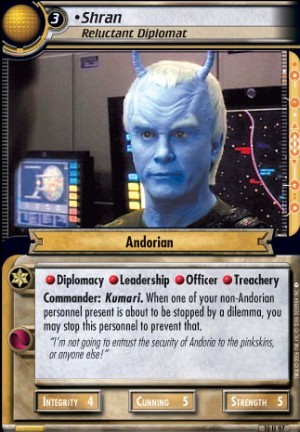 3
•Shran
Reluctant Diplomat
Andorian
Diplomacy Leadership Officer Treachery
Commander: Kumari. When one of your non-Andorian
personnel present is about to be stopped by a dilemma, you
may stop this personnel to prevent that.
"I'm not going to entrust the security of Andoria to the pinkskins,
or anyone else!"
INTEGRITY 4 CUNNING 5 STRENGTH 5
10 U 97